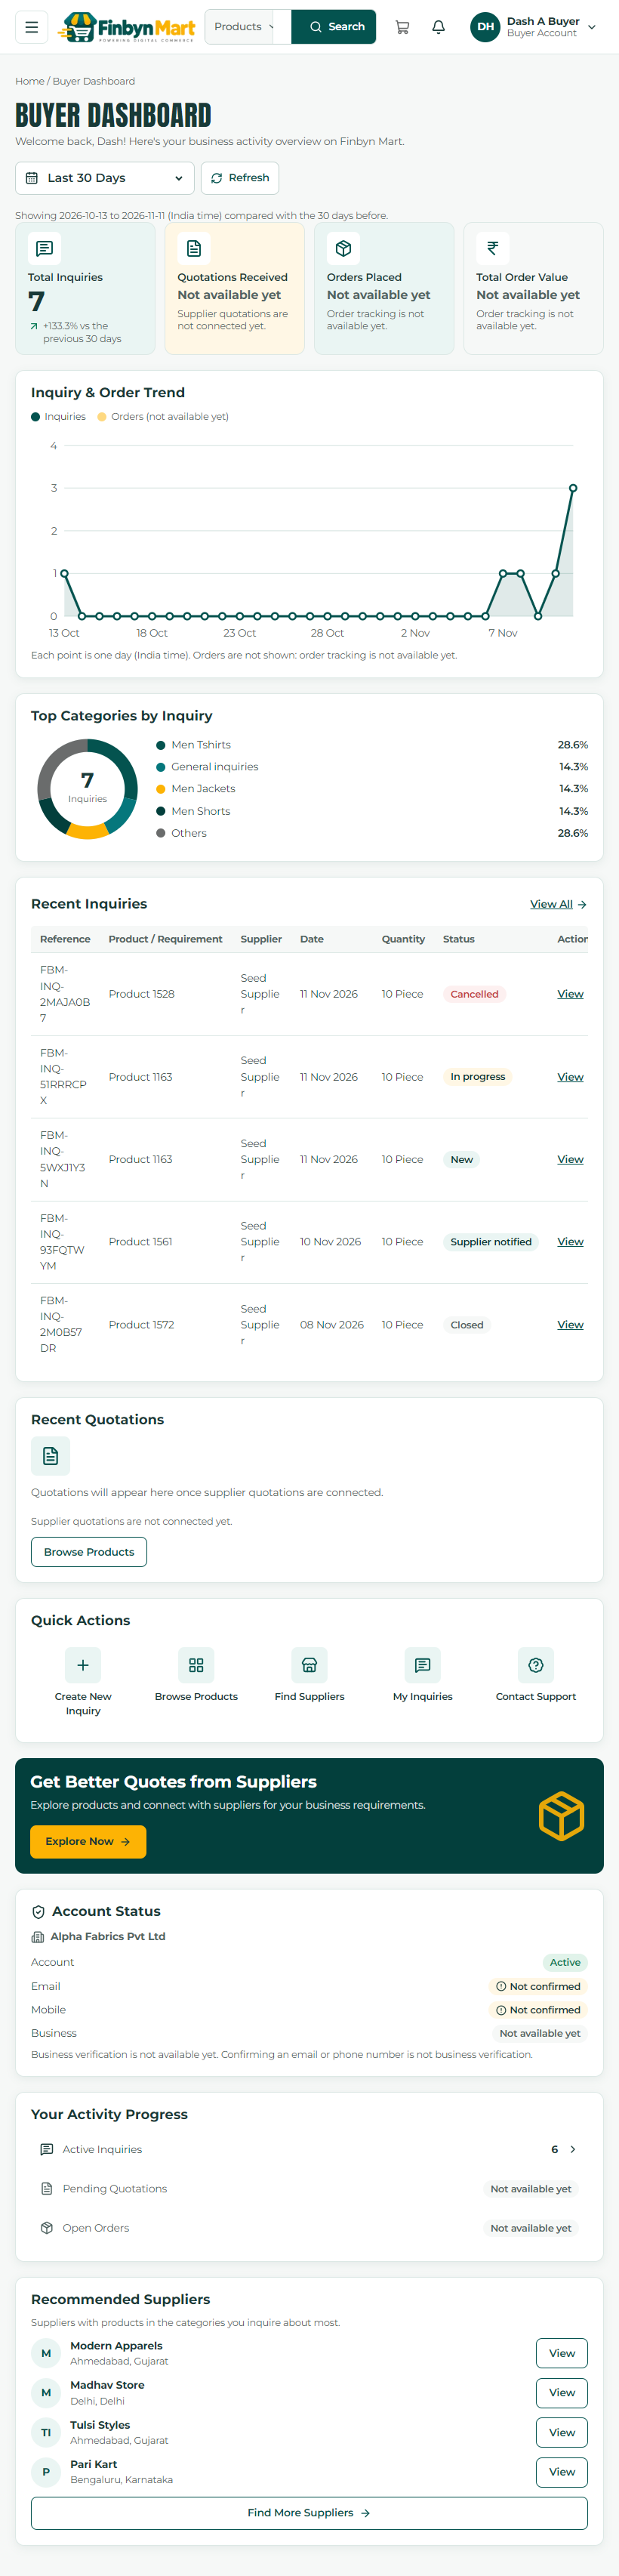 FinbynMart
POWERING DIGITAL COMMERCE
Products
Search
DH
Dash A Buyer
Buyer Account
Home / Buyer Dashboard
BUYER DASHBOARD
Welcome back, Dash! Here's your business activity overview on Finbyn Mart.
Last 30 Days
Refresh
Showing 2026-10-13 to 2026-11-11 (India time) compared with the 30 days before.
Total Inquiries
7
+133.3% vs the
previous 30 days
Quotations Received
Not available yet
Supplier quotations are
not connected yet.
Orders Placed
Not available yet
Order tracking is not
available yet.
₹
Total Order Value
Not available yet
Order tracking is not
available yet.
Inquiry & Order Trend
Inquiries
Orders (not available yet)
4
3
2
1
0
13 Oct 18 Oct 23 Oct 28 Oct 2 Nov 7 Nov
Each point is one day (India time). Orders are not shown: order tracking is not available yet.
Top Categories by Inquiry
7
Inquiries
Men Tshirts 28.6%
General inquiries 14.3%
Men Jackets 14.3%
Men Shorts 14.3%
Others 28.6%
Recent Inquiries
View All
Reference Product / Requirement Supplier Date Quantity Status Action
FBM-
INQ-
2MAJA0B
7
Product 1528
Seed
Supplie
r
11 Nov 2026
10 Piece
Cancelled
View
FBM-
INQ-
51RRRCP
X
Product 1163
Seed
Supplie
r
11 Nov 2026
10 Piece
In progress
View
FBM-
INQ-
5WXJ1Y3
N
Product 1163
Seed
Supplie
r
11 Nov 2026
10 Piece
New
View
FBM-
INQ-
93FQTW
YM
Product 1561
Seed
Supplie
r
10 Nov 2026
10 Piece
Supplier notified
View
FBM-
INQ-
2M0B57
DR
Product 1572
Seed
Supplie
r
08 Nov 2026
10 Piece
Closed
View
Recent Quotations
Quotations will appear here once supplier quotations are connected.
Supplier quotations are not connected yet.
Browse Products
Quick Actions
Create New
Inquiry
Browse Products
Find Suppliers
My Inquiries
Contact Support
Get Better Quotes from Suppliers
Explore products and connect with suppliers for your business requirements.
Explore Now
Account Status
Alpha Fabrics Pvt Ltd
Account Active
Email Not confirmed
Mobile Not confirmed
Business Not available yet
Business verification is not available yet. Confirming an email or phone number is not business verification.
Your Activity Progress
Active Inquiries 6
Pending Quotations Not available yet
Open Orders Not available yet
Recommended Suppliers
Suppliers with products in the categories you inquire about most.
M
Modern Apparels
Ahmedabad, Gujarat
View
M
Madhav Store
Delhi, Delhi
View
TI
Tulsi Styles
Ahmedabad, Gujarat
View
P
Pari Kart
Bengaluru, Karnataka
View
Find More Suppliers